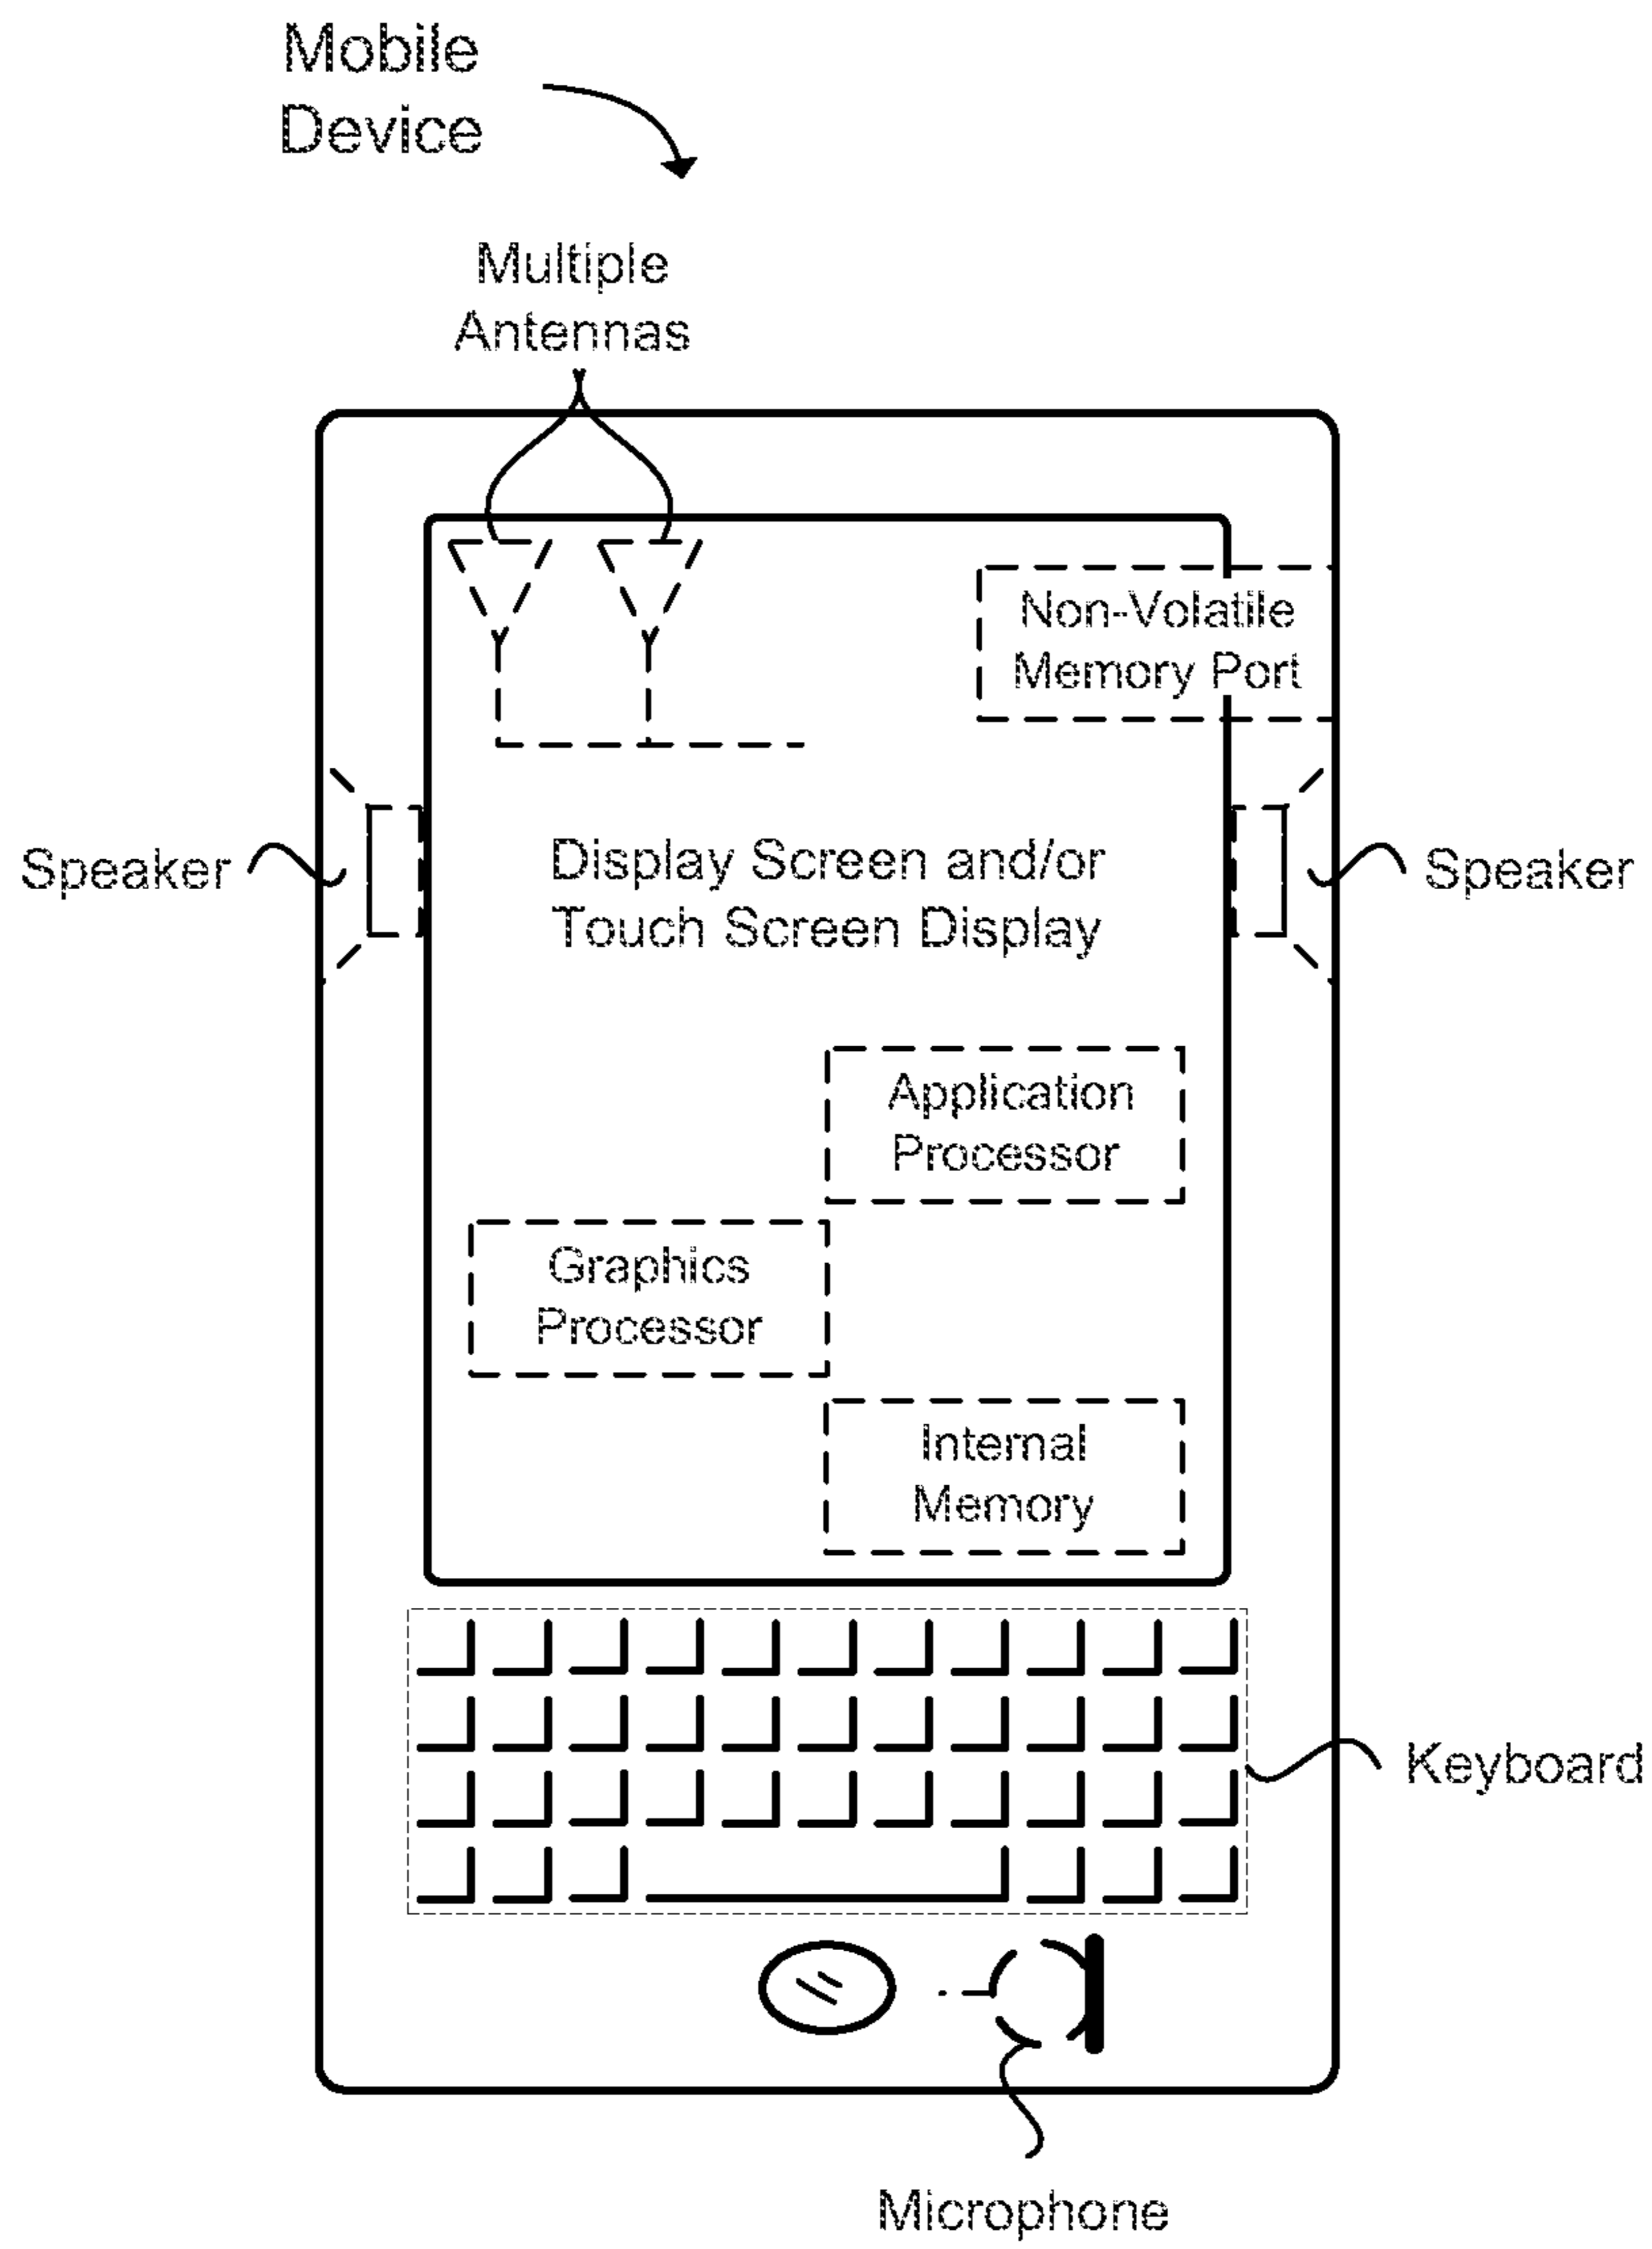 Mobile
Device
Multiple
Antennas
Non-Volatile
Memory Port
Speaker
Display Screen and/or
Touch Screen Display
Speaker
Application
Processor
Graphics
Processor
Internal
Memory
Keyboard
Microphone